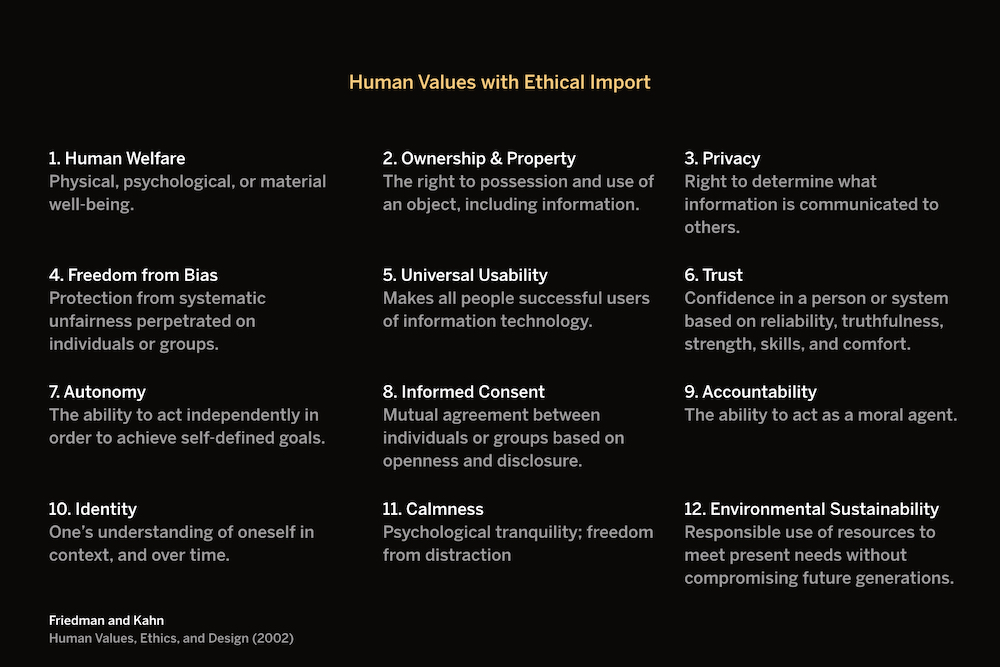 Human Values with Ethical Import
1. Human Welfare
Physical, psychological, or material
well-being.
2. Ownership & Property
The right to possession and use of
an object, including information.
3. Privacy
Right to determine what
information is communicated to
others.
4. Freedom from Bias
Protection from systematic
unfairness perpetrated on
individuals or groups.
5. Universal Usability
Makes all people successful users
of information technology.
6. Trust
Confidence in a person or system
based on reliability, truthfulness,
strength, skills, and comfort.
7. Autonomy
The ability to act independently in
order to achieve self-defined goals.
8. Informed Consent
Mutual agreement between
individuals or groups based on
openness and disclosure.
9. Accountability
The ability to act as a moral agent.
10. Identity
One’s understanding of oneself in
context, and over time.
11. Calmness
Psychological tranquility; freedom
from distraction
12. Environmental Sustainability
Responsible use of resources to
meet present needs without
compromising future generations.
Friedman and Kahn
Human Values, Ethics, and Design (2002)